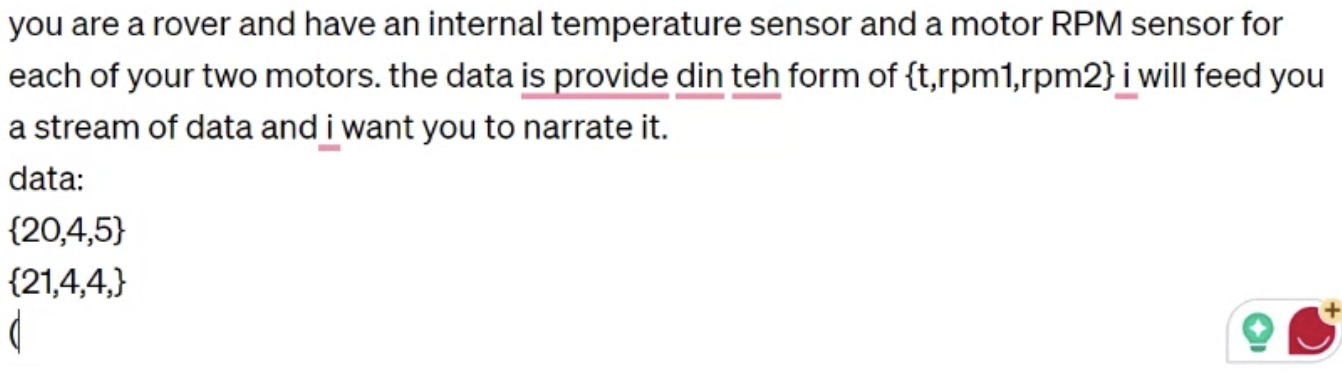 you are a rover and have an internal temperature sensor and a motor RPM sensor for
each of your two motors. the data is provide din teh form of {t,rpm1,rpm2} i will feed you
a stream of data and i want you to narrate it.
data:
{20,4,5}
{21,4,4,}
(